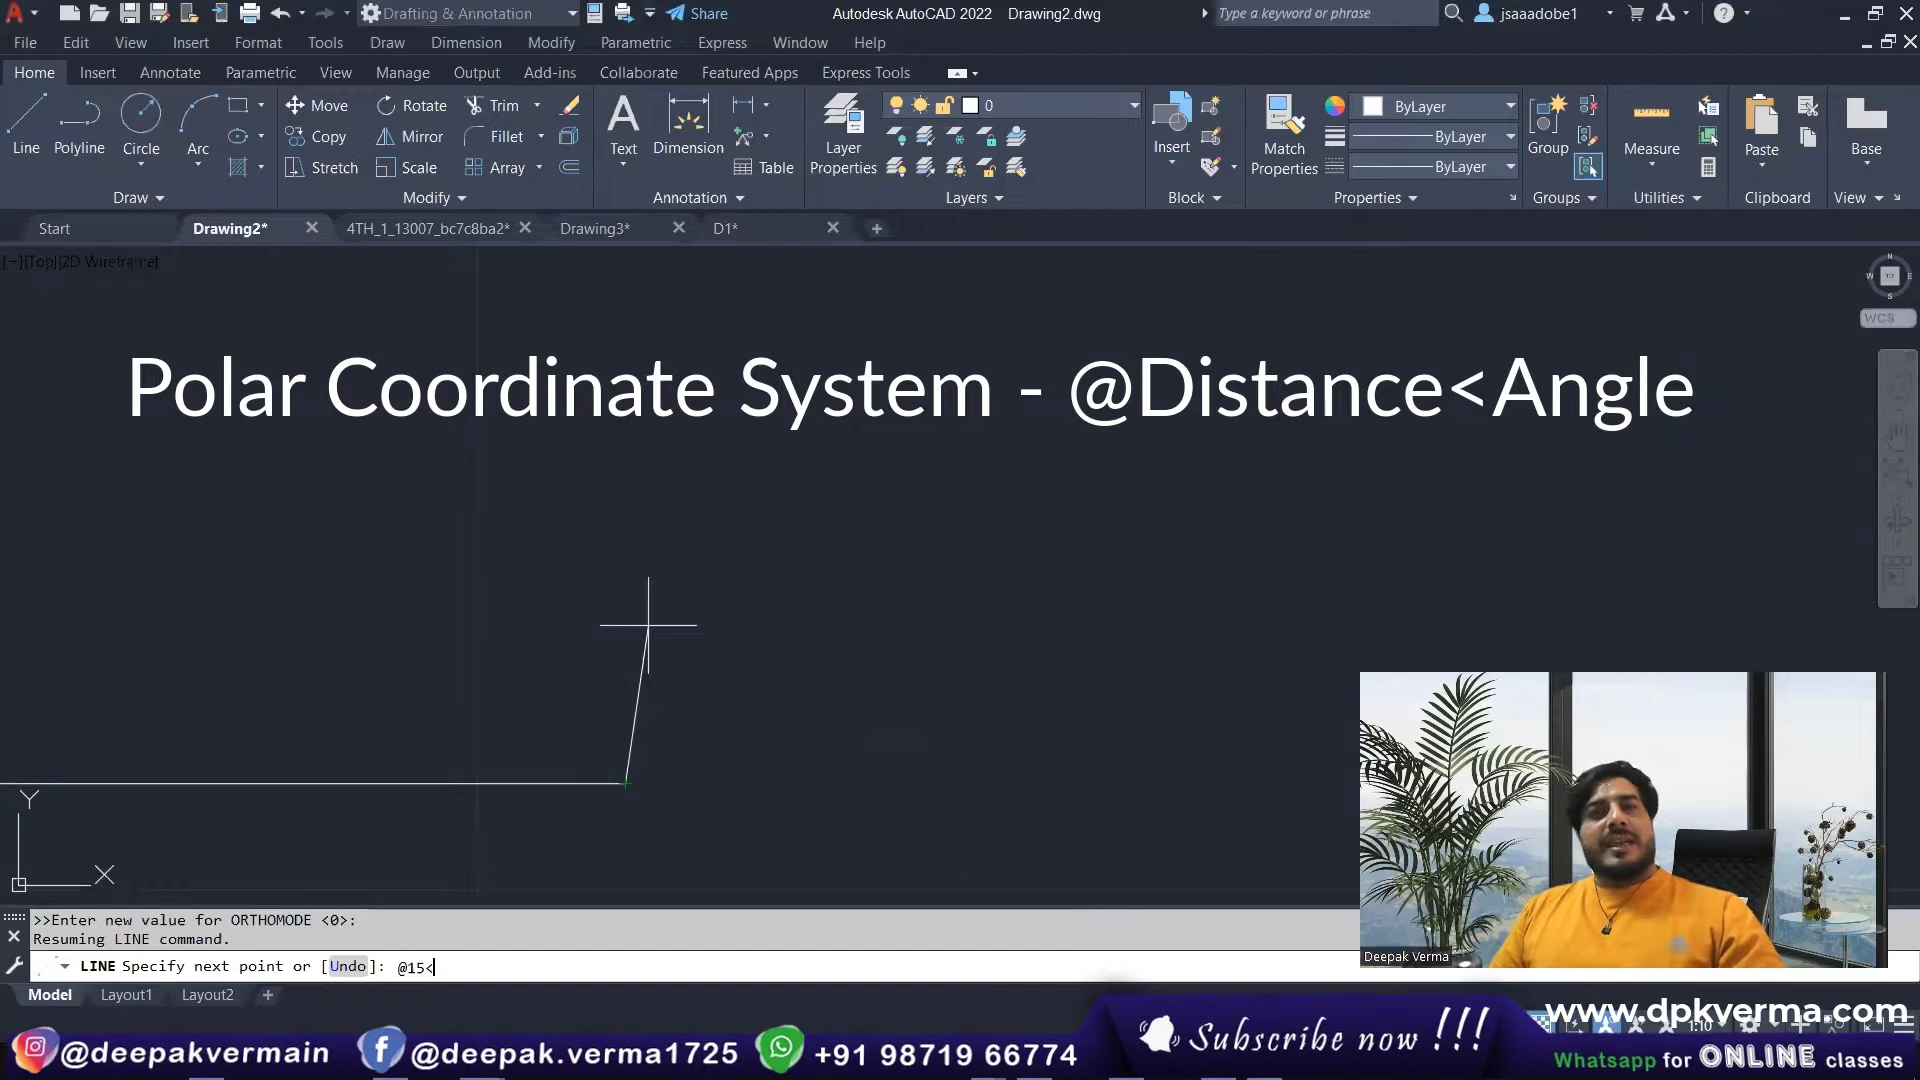 Drafting & Annotation
Share
Autodesk AutoCAD 2022 Drawing2.dwg
Type a keyword or phrase
jsaaadobe1
File Edit View Insert Format Tools Draw Dimension Modify Parametric Express Window Help
Home Insert Annotate Parametric View Manage Output Add-ins Collaborate Featured Apps Express Tools
Line Polyline Circle Arc
Move Rotate Trim
Copy Mirror Fillet
Stretch Scale Array
Text Dimension Table
Layer Properties
0
Insert
Match Properties
ByLayer
ByLayer
ByLayer
Group
Measure
Paste
Base
Draw Modify Annotation Layers Block Properties Groups Utilities Clipboard View
Start Drawing2* 4TH_1_13007_bc7c8ba2* Drawing3* D1*
[−][Top][2D Wireframe]
N
W E
S
WCS
Polar Coordinate System - @Distance<Angle
Y
X
>>Enter new value for ORTHOMODE <0>:
Resuming LINE command.
LINE Specify next point or [Undo]: @15<
Deepak Verma
Model Layout1 Layout2
1:10
www.dpkverma.com
@deepakvermain
@deepak.verma1725
+91 98719 66774
Subscribe now !!!
Whatsapp for ONLINE classes